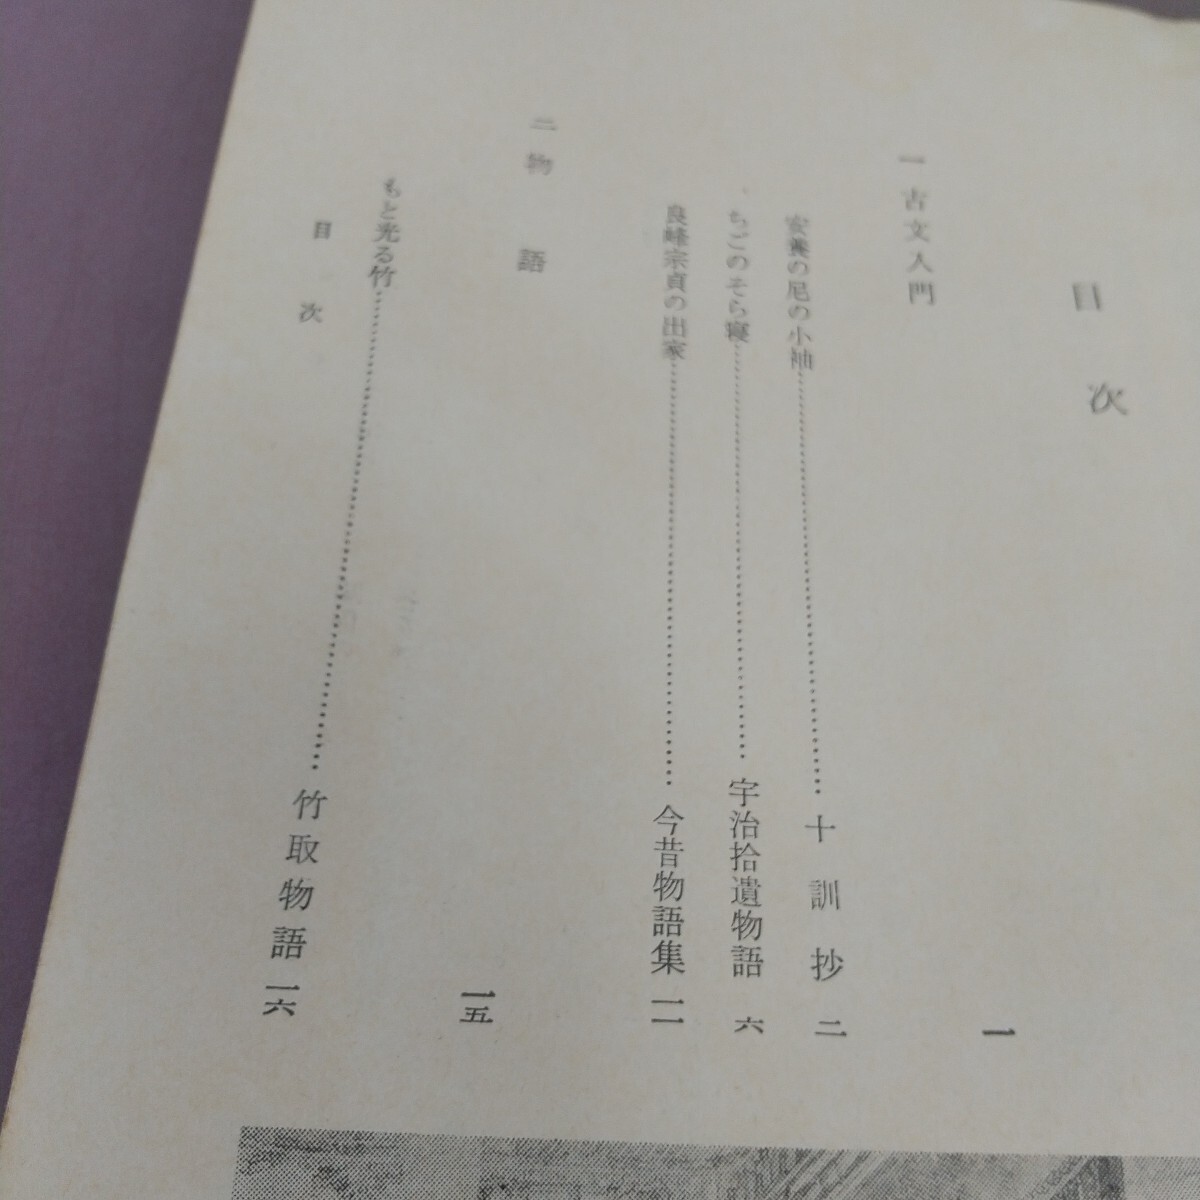 目次
一 古文入門 一
安養の尼の小袖 十訓抄 二
ちごのそら寝 宇治拾遺物語 六
良峰宗貞の出家 今昔物語集 一一
二 物語 一五
もと光る竹 竹取物語 一六
目次